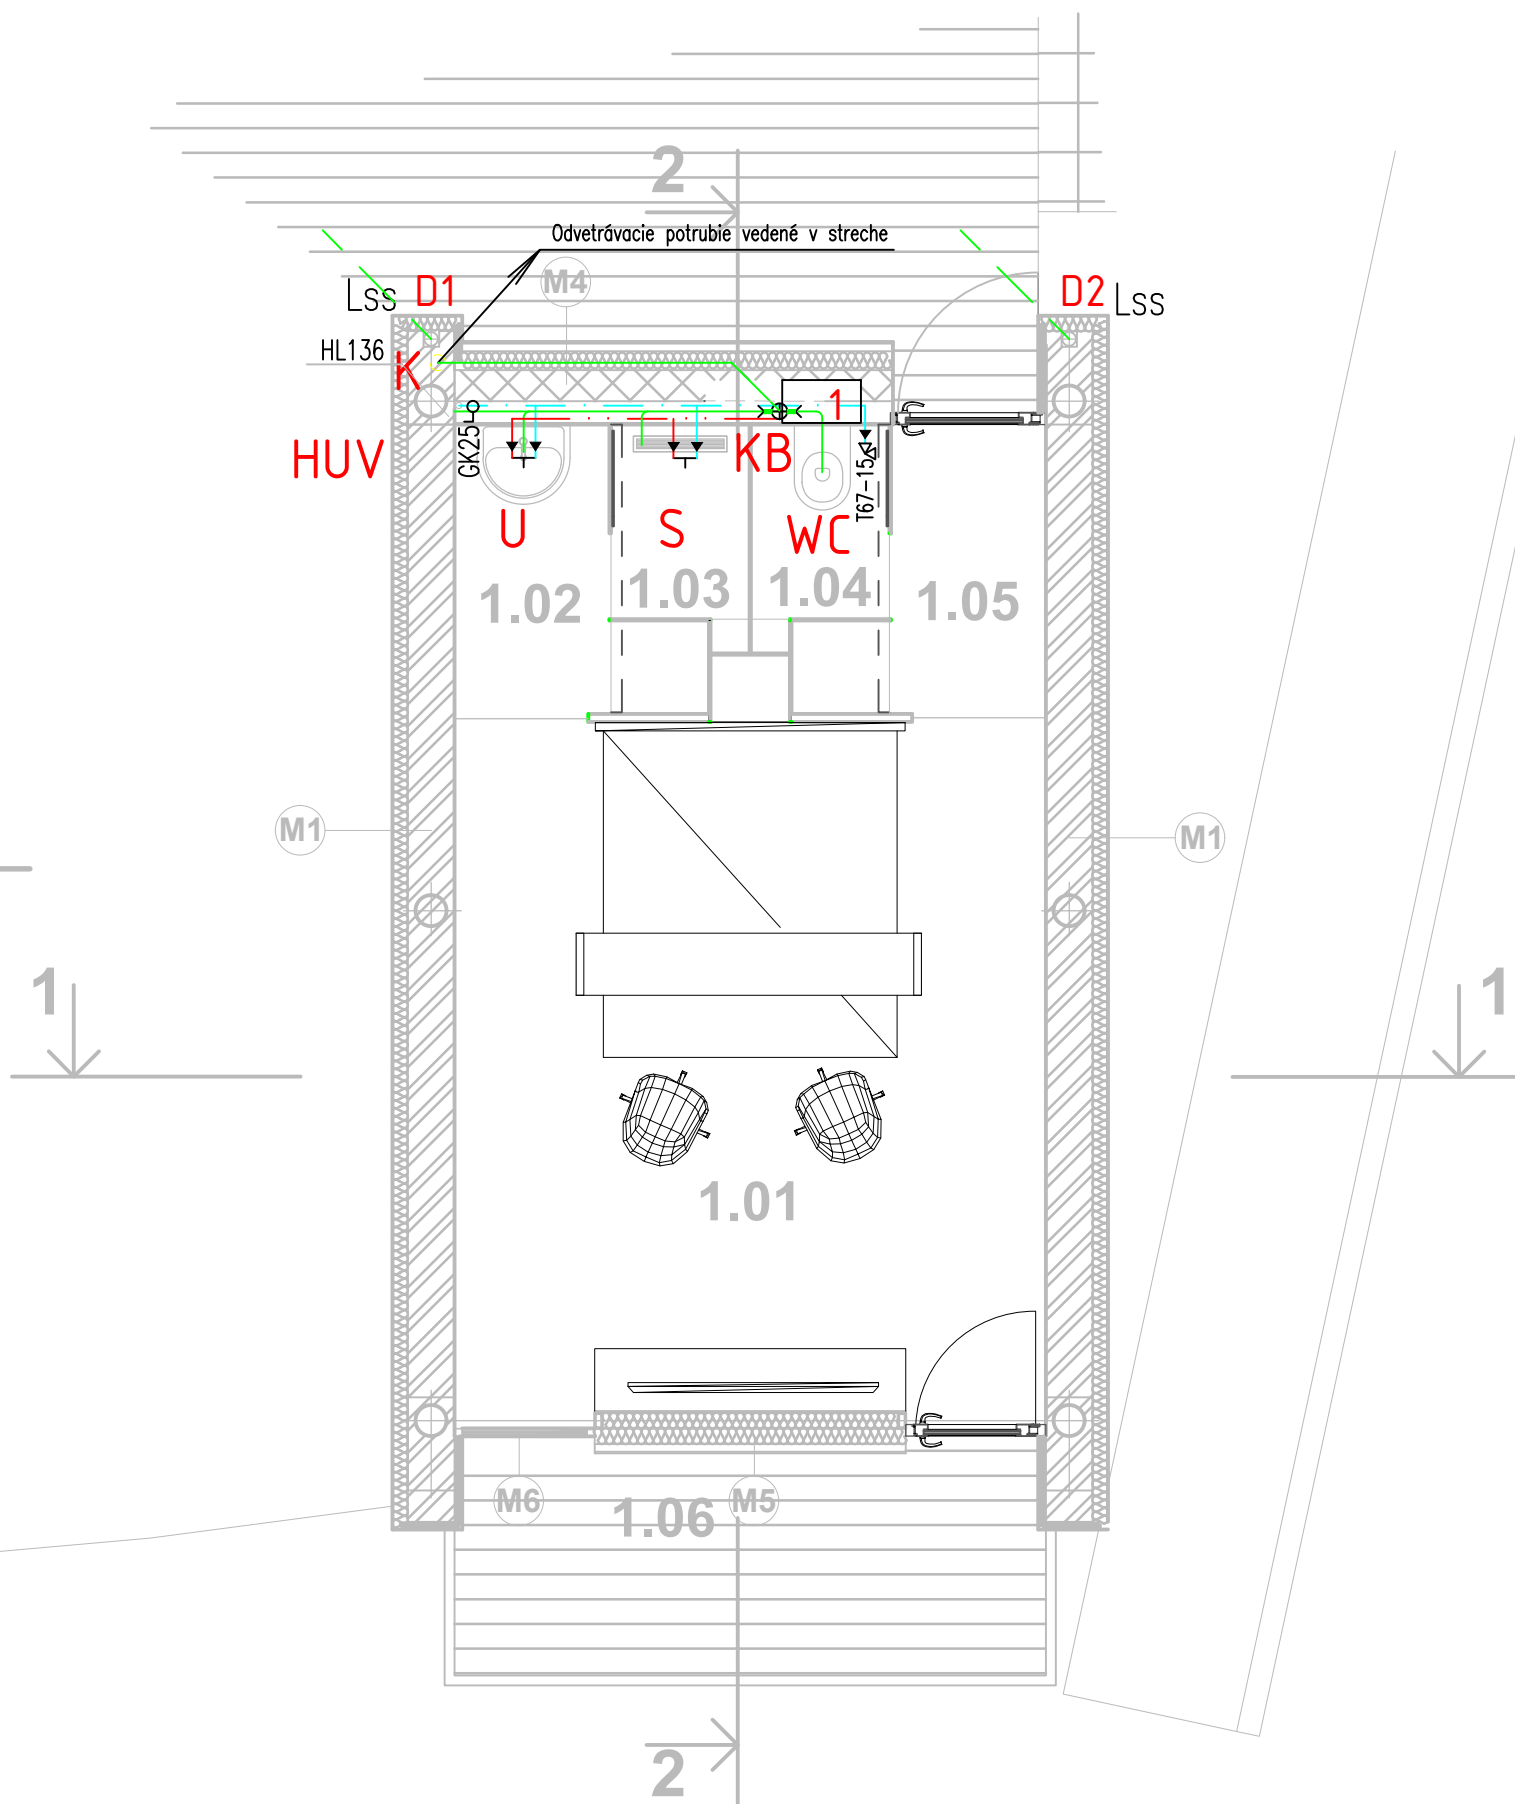 2
Odvetrávacie potrubie vedené v streche
M4
Lss D1
D2 Lss
HL136
K
1
GK25
HUV
KB
T67-15
U
S
WC
1.02
1.03
1.04
1.05
M1
M1
1
1
1.01
M6
1.06
M5
2